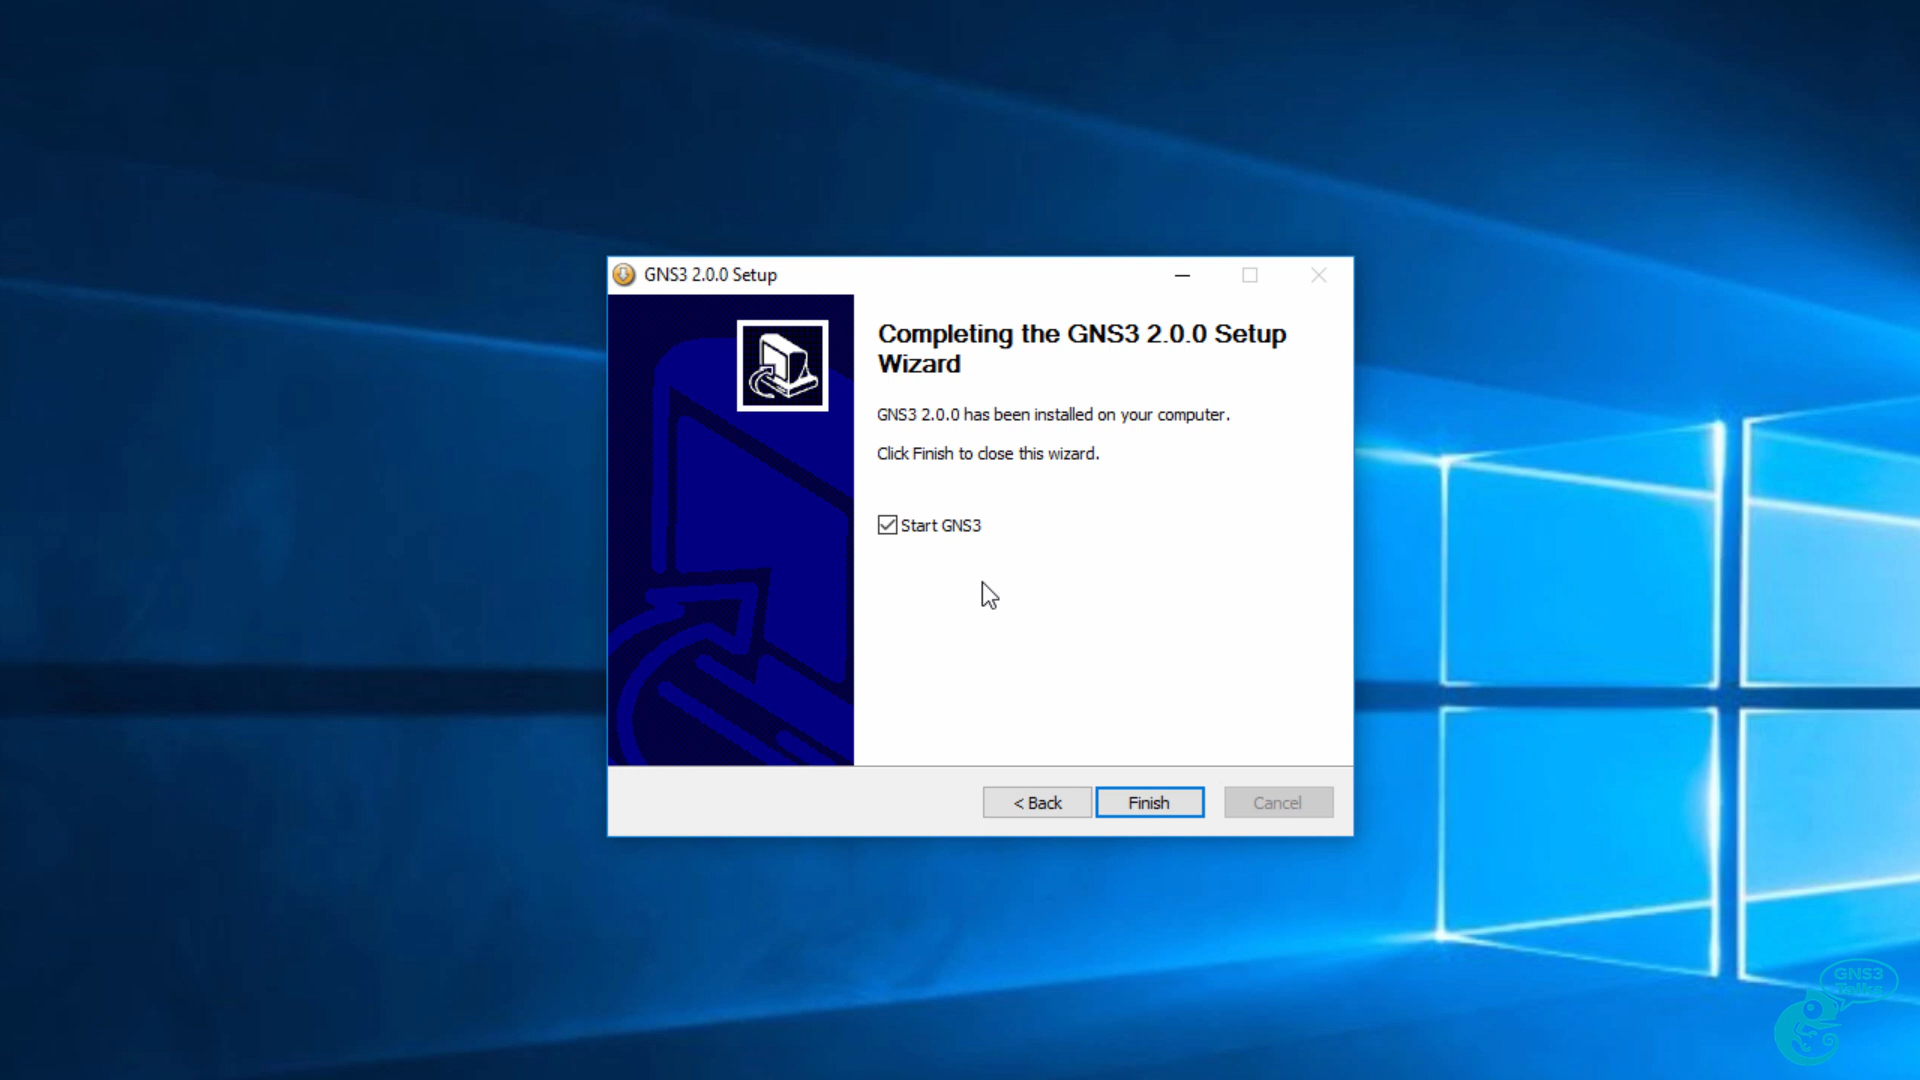 GNS3 2.0.0 Setup
Completing the GNS3 2.0.0 Setup
Wizard
GNS3 2.0.0 has been installed on your computer.
Click Finish to close this wizard.
Start GNS3
< Back
Finish
Cancel
GNS3
Talks